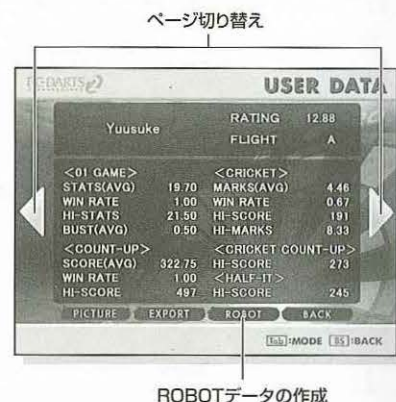 ページ切り替え
PC-DARTS 2
USER DATA
Yuusuke
RATING 12.88
FLIGHT A
<01 GAME>
STATS(AVG) 19.70
WIN RATE 1.00
HI-STATS 21.50
BUST(AVG) 0.50
<COUNT-UP>
SCORE(AVG) 322.75
WIN RATE 1.00
HI-SCORE 497
<CRICKET>
MARKS(AVG) 4.46
WIN RATE 0.67
HI-SCORE 191
HI-MARKS 8.33
<CRICKET COUNT-UP>
HI-SCORE 273
<HALF-IT>
HI-SCORE 245
PICTURE EXPORT ROBOT BACK
Tab:MODE BS:BACK
ROBOTデータの作成